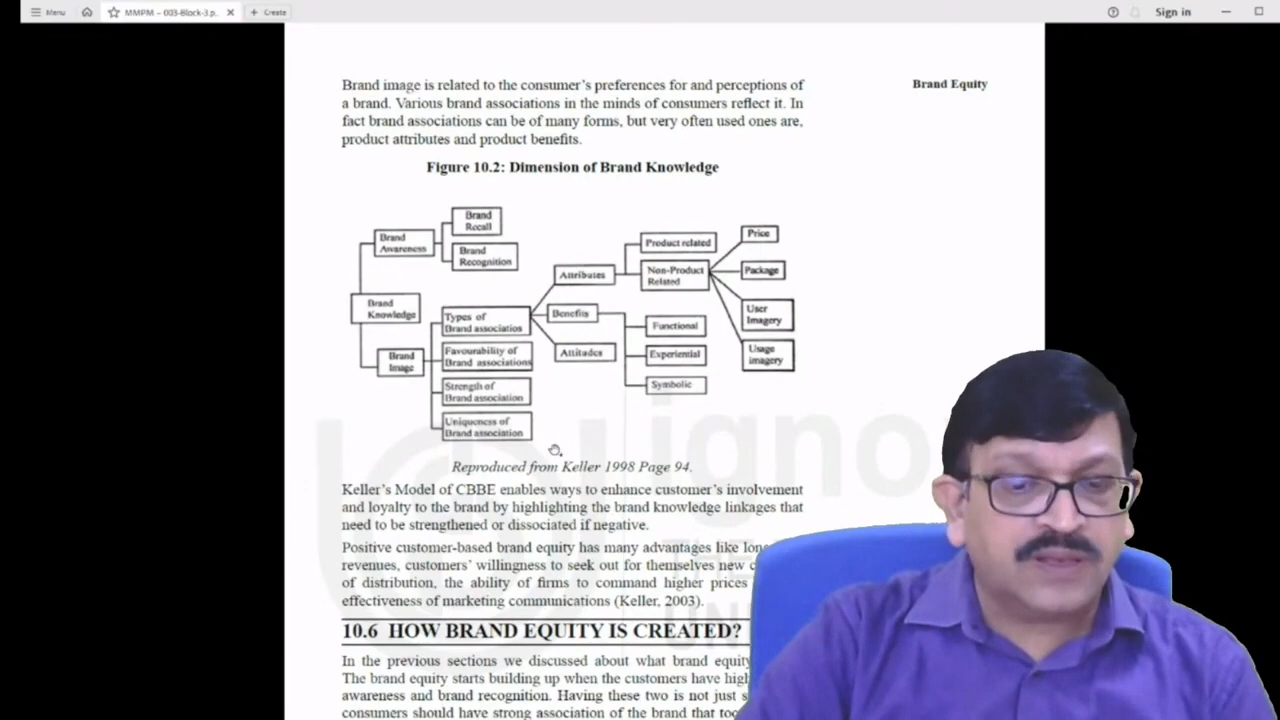 Menu
MMPM – 003-Block-3.p...
Create
Sign in
Brand image is related to the consumer's preferences for and perceptions of
a brand. Various brand associations in the minds of consumers reflect it. In
fact brand associations can be of many forms, but very often used ones are,
product attributes and product benefits.
Brand Equity
Figure 10.2: Dimension of Brand Knowledge
Brand
Recall
Brand
Awareness
Brand
Recognition
Product related
Price
Attributes
Non-Product
Related
Package
Brand
Knowledge
Types of
Brand association
Benefits
User
Imagery
Functional
Brand
Image
Favourability of
Brand associations
Attitudes
Experiential
Usage
imagery
Strength of
Brand association
Symbolic
Uniqueness of
Brand association
Reproduced from Keller 1998 Page 94.
Keller's Model of CBBE enables ways to enhance customer's involvement
and loyalty to the brand by highlighting the brand knowledge linkages that
need to be strengthened or dissociated if negative.
Positive customer-based brand equity has many advantages like
revenues, customers' willingness to seek out for themselves new
of distribution, the ability of firms to command higher prices
effectiveness of marketing communications (Keller, 2003).
10.6 HOW BRAND EQUITY IS CREATED?
In the previous sections we discussed about what brand equity
The brand equity starts building up when the customers have
awareness and brand recognition. Having these two is not just
consumers should have strong association of the brand that
igno
THE
UN